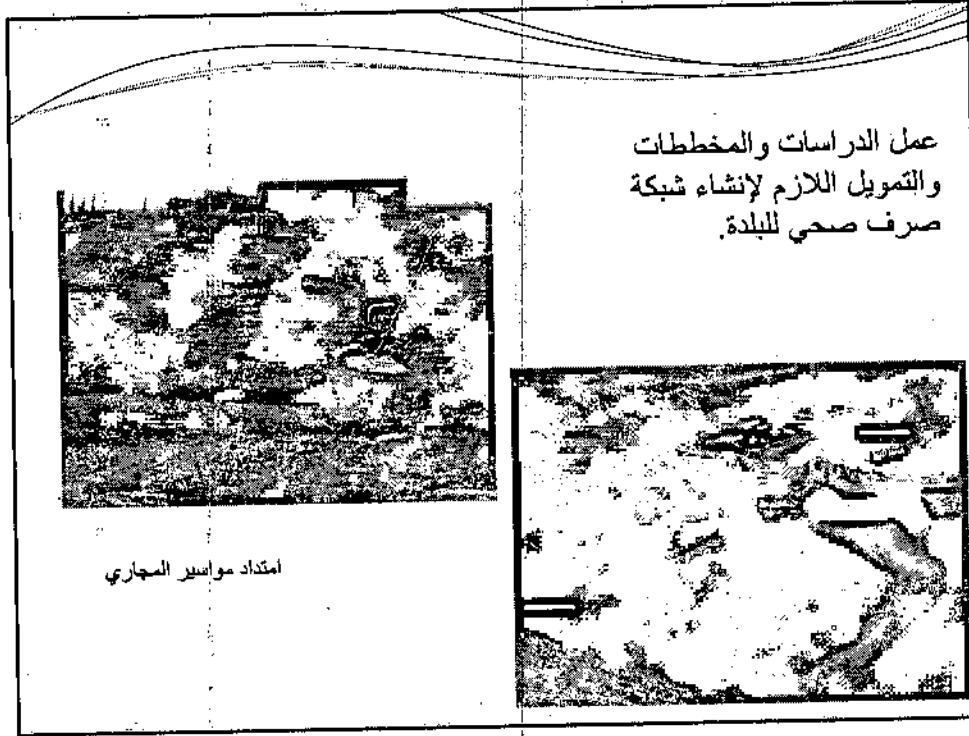 عمل الدراسات والمخططات
والتمويل اللازم لإنشاء شبكة
صرف صحي للبلدة.
امتداد مواسير المجاري